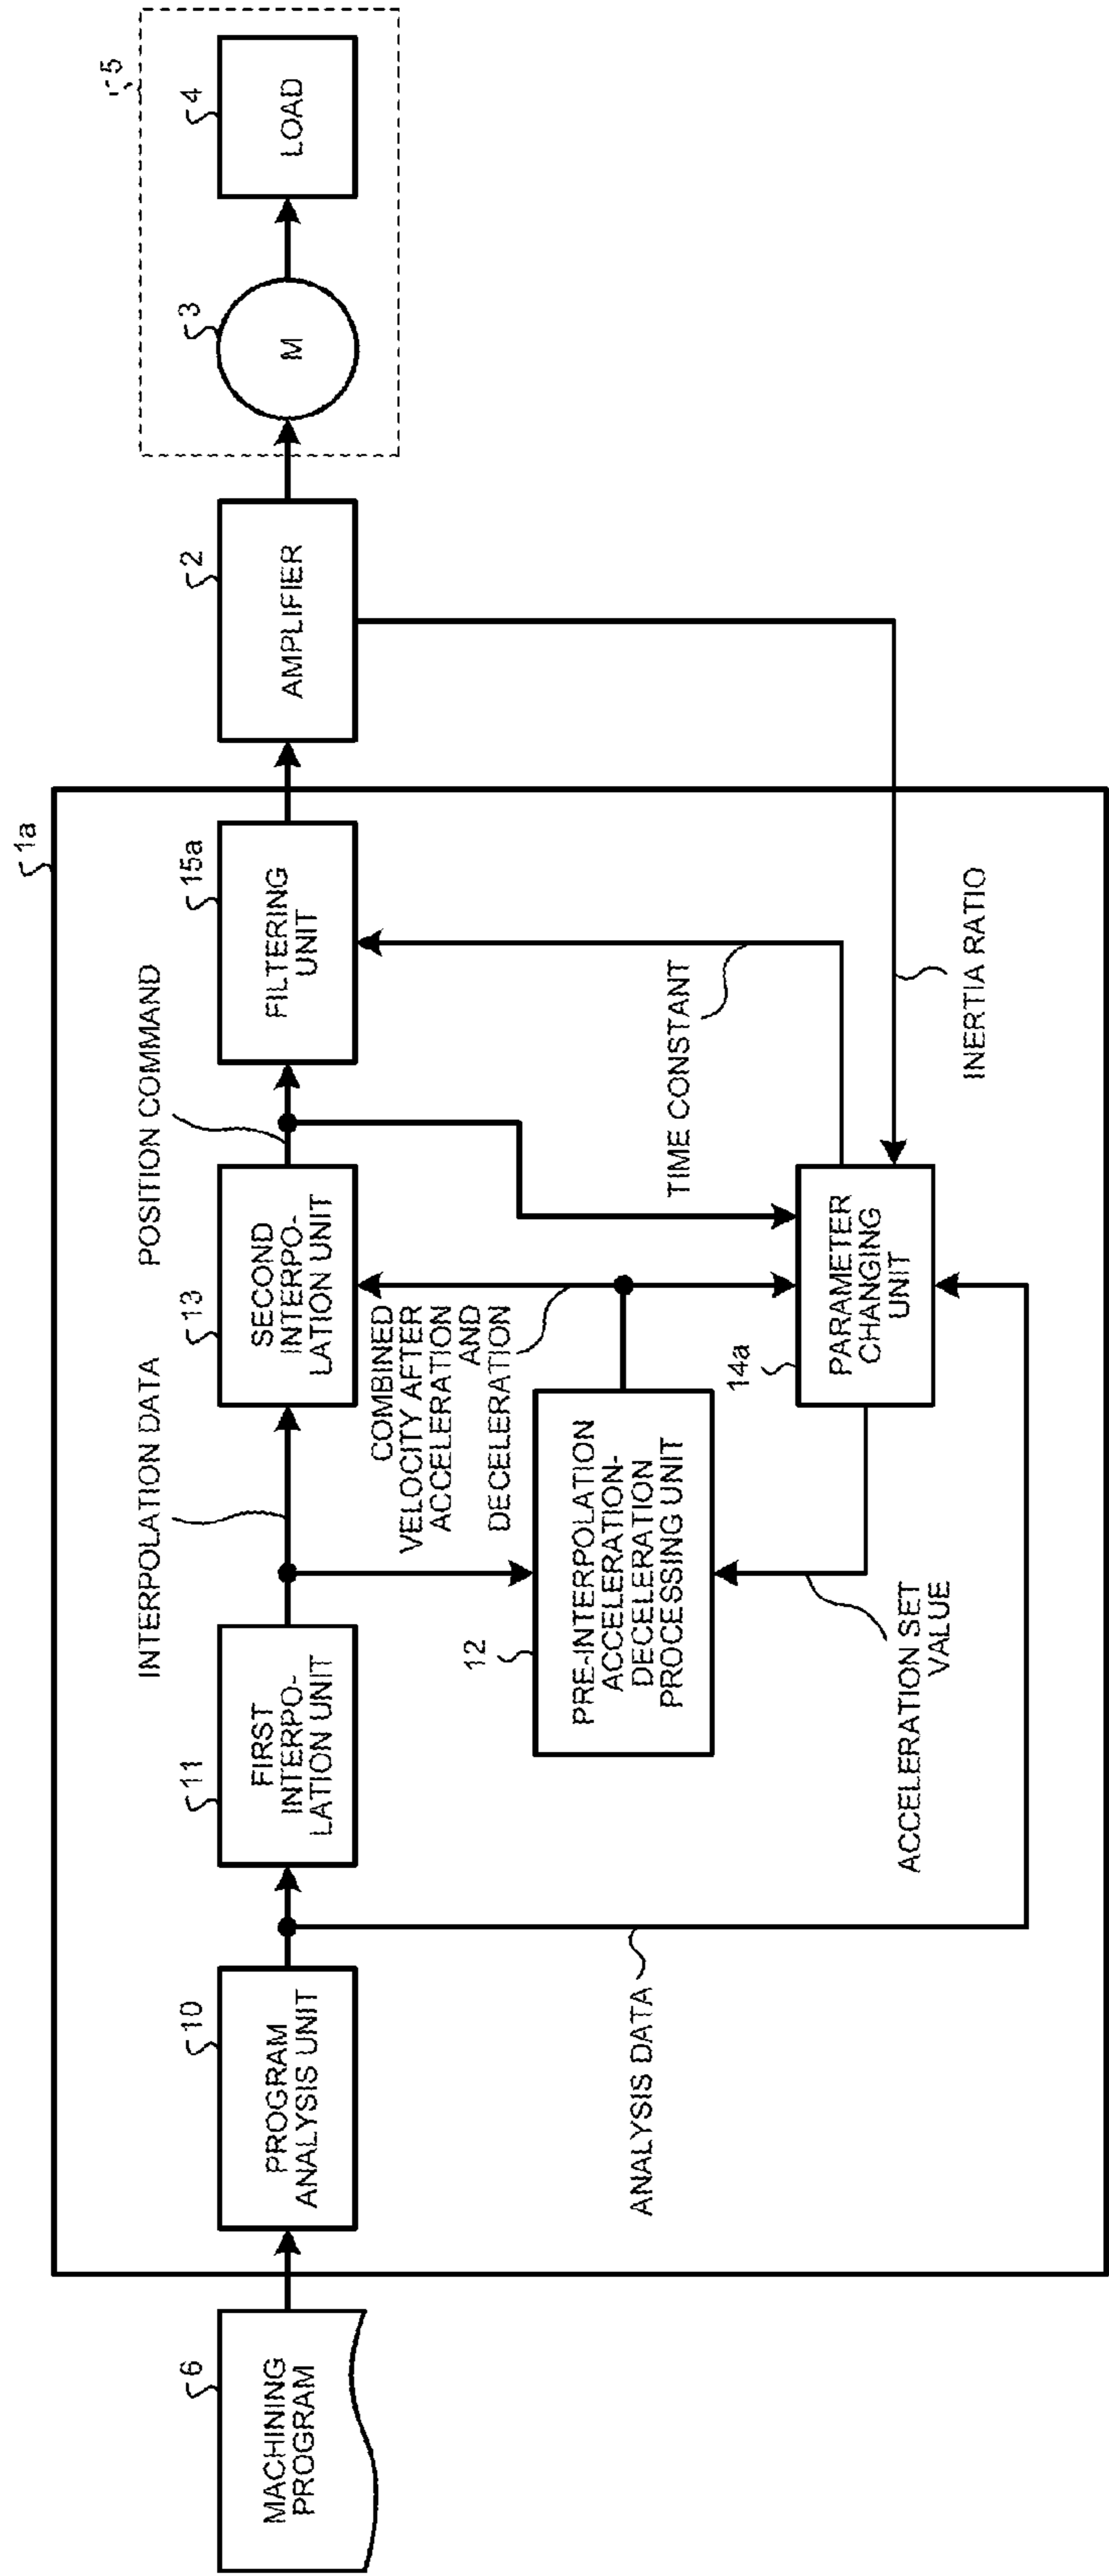 6
MACHINING
PROGRAM
1a
10
PROGRAM
ANALYSIS UNIT
11
FIRST
INTERPO-
LATION UNIT
INTERPOLATION DATA
13
SECOND
INTERPO-
LATION UNIT
POSITION COMMAND
15a
FILTERING
UNIT
2
AMPLIFIER
3
M
4
LOAD
5
COMBINED
VELOCITY AFTER
ACCELERATION
AND
DECELERATION
12
PRE-INTERPOLATION
ACCELERATION-
DECELERATION
PROCESSING UNIT
TIME CONSTANT
14a
PARAMETER
CHANGING
UNIT
ANALYSIS DATA
ACCELERATION SET
VALUE
INERTIA RATIO